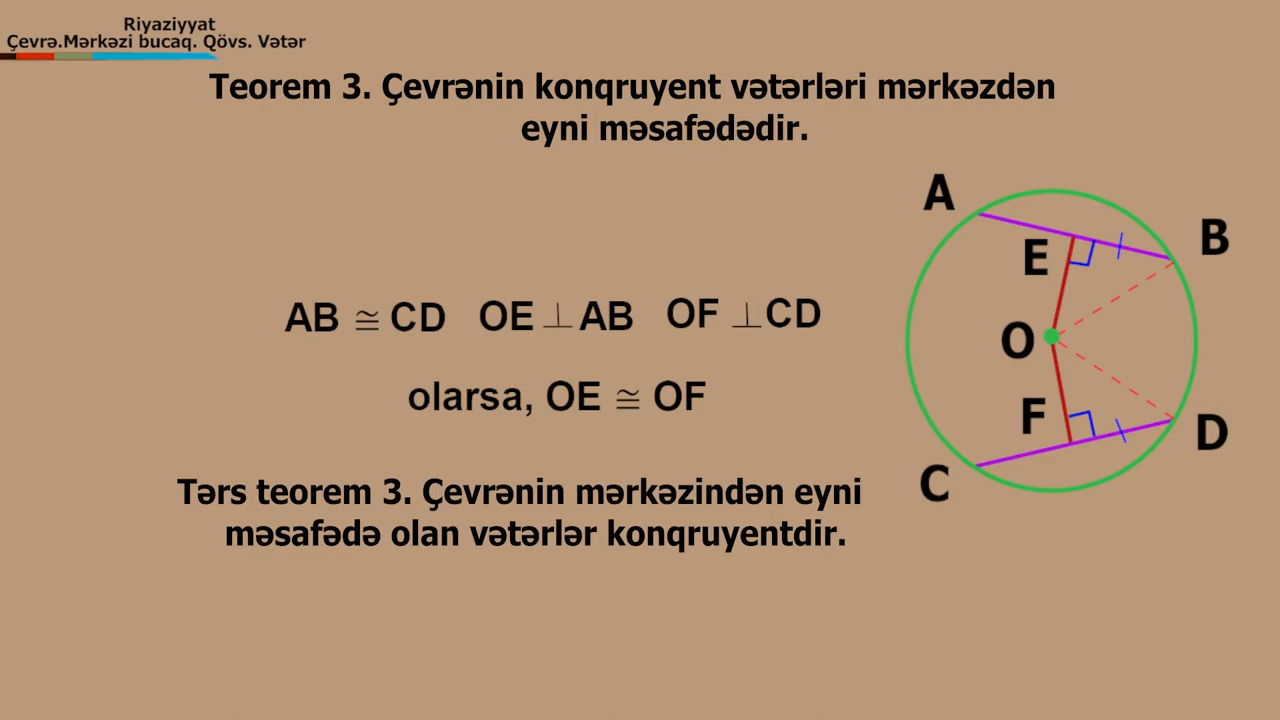 Riyaziyyat
Çevrə.Mərkəzi bucaq. Qövs. Vətər
Teorem 3. Çevrənin konqruyent vətərləri mərkəzdən
eyni məsafədədir.
AB ≅ CD OE ⊥ AB OF ⊥ CD
olarsa, OE ≅ OF
Tərs teorem 3. Çevrənin mərkəzindən eyni
məsafədə olan vətərlər konqruyentdir.
A
B
E
O
F
D
C